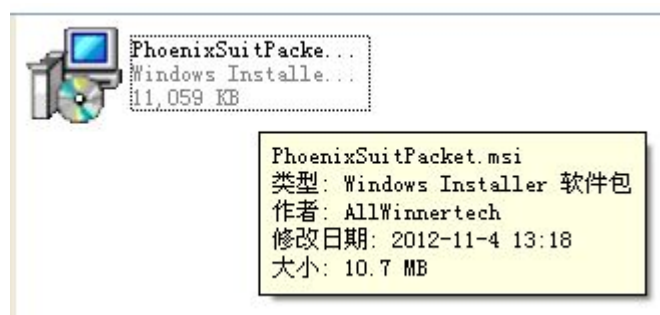 PhoenixSuitPacke...
Windows Installe...
11,059 KB
PhoenixSuitPacket.msi
类型: Windows Installer 软件包
作者: AllWinnertech
修改日期: 2012-11-4 13:18
大小: 10.7 MB